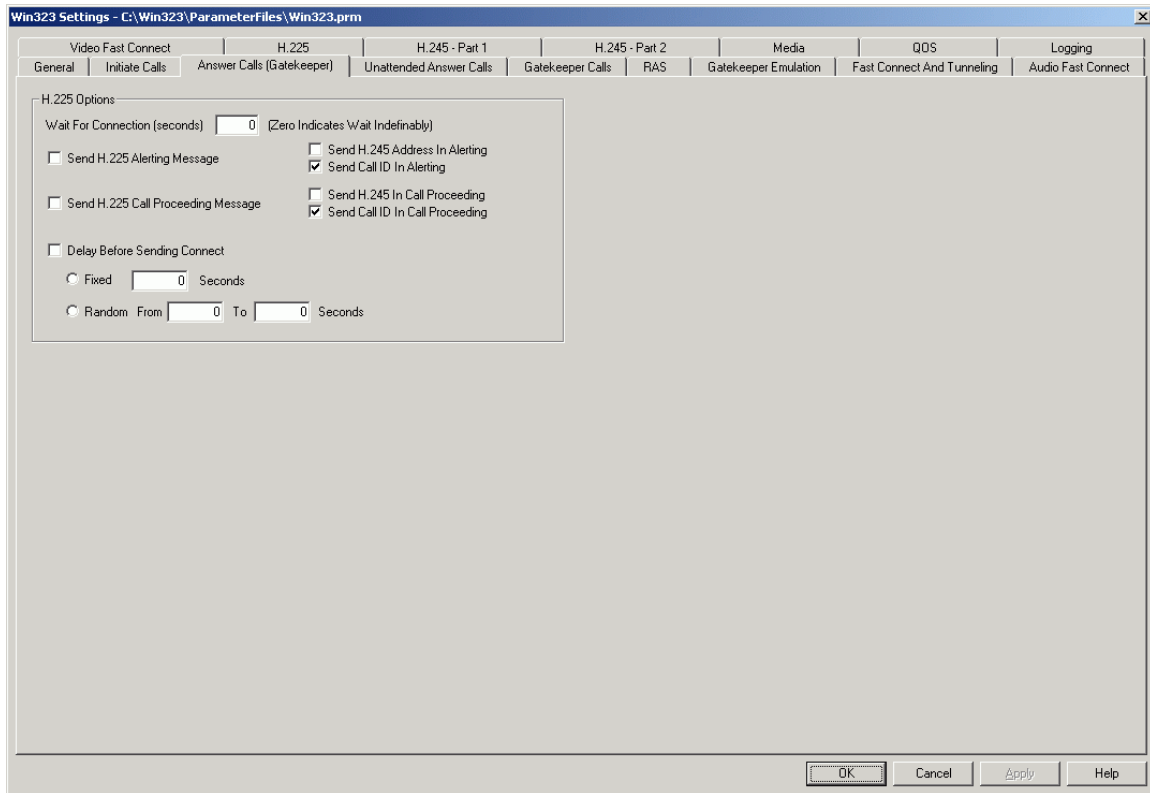 Win323 Settings - C:\Win323\ParameterFiles\Win323.prm
Video Fast Connect H.225 H.245 - Part 1 H.245 - Part 2 Media QOS Logging
General Initiate Calls Answer Calls (Gatekeeper) Unattended Answer Calls Gatekeeper Calls RAS Gatekeeper Emulation Fast Connect And Tunneling Audio Fast Connect
H.225 Options
Wait For Connection (seconds) 0 (Zero Indicates Wait Indefinably)
Send H.225 Alerting Message
Send H.245 Address In Alerting
Send Call ID In Alerting
Send H.225 Call Proceeding Message
Send H.245 In Call Proceeding
Send Call ID In Call Proceeding
Delay Before Sending Connect
Fixed 0 Seconds
Random From 0 To 0 Seconds
OK Cancel Apply Help